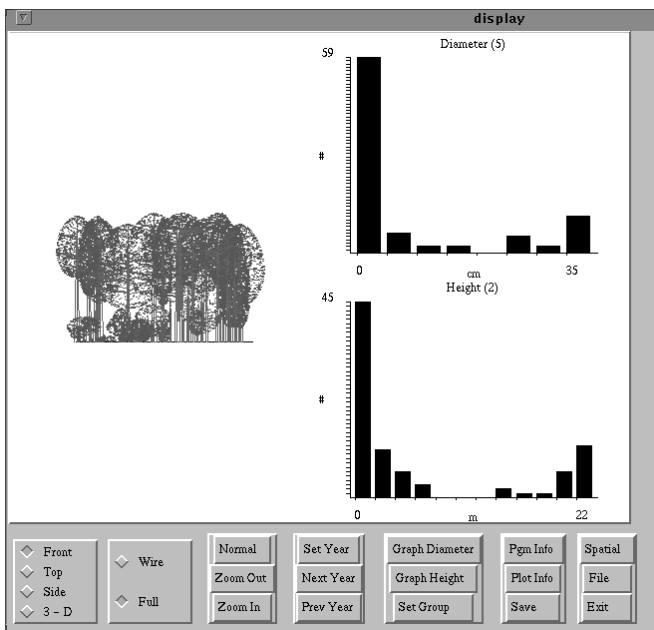 display
Diameter (5)
59
#
0 cm 35
Height (2)
45
#
0 m 22
Front
Top
Side
3 - D
Wire
Full
Normal
Zoom Out
Zoom In
Set Year
Next Year
Prev Year
Graph Diameter
Graph Height
Set Group
Pgm Info
Plot Info
Save
Spatial
File
Exit